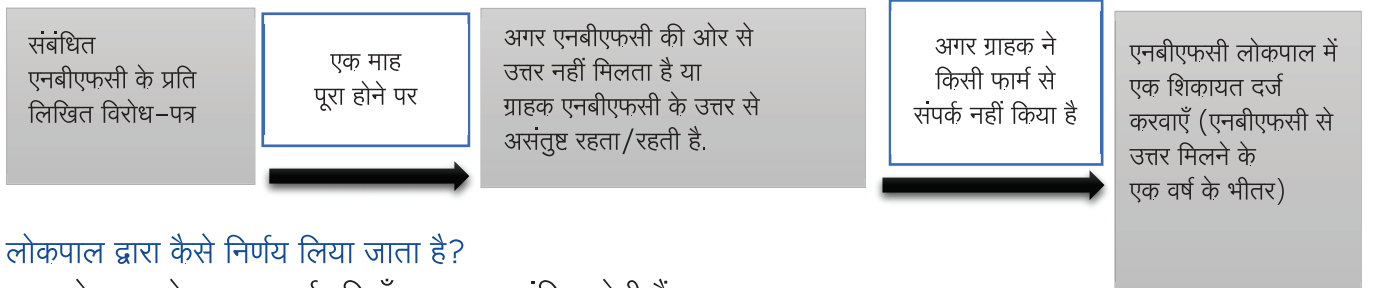 संबंधित
एनबीएफसी के प्रति
लिखित विरोध-पत्र
एक माह
पूरा होने पर
अगर एनबीएफसी की ओर से
उत्तर नहीं मिलता है या
ग्राहक एनबीएफसी के उत्तर से
असंतुष्ट रहता/रहती है.
अगर ग्राहक ने
किसी फार्म से
संपर्क नहीं किया है
एनबीएफसी लोकपाल में
एक शिकायत दर्ज
करवाएँ (एनबीएफसी से
उत्तर मिलने के
एक वर्ष के भीतर)
लोकपाल द्वारा कैसे निर्णय लिया जाता है?